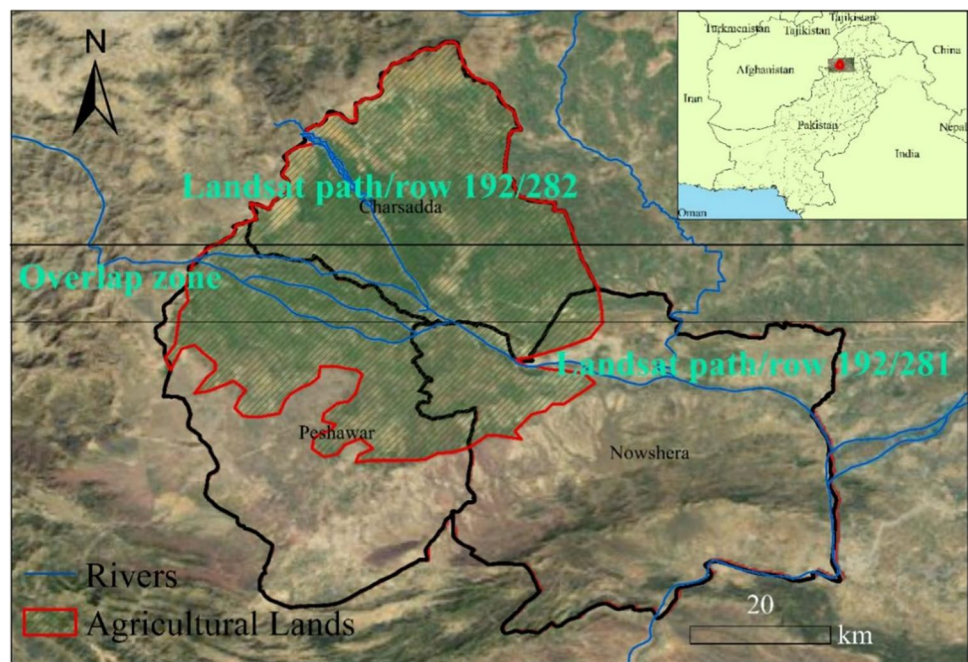 N
Tajikistan
Turkmenistan
Tajikistan
China
Afghanistan
Iran
Pakistan
Nepal
India
Oman
Landsat path/row 192/282
Charsadda
Overlap zone
Landsat path/row 192/281
Peshawar
Nowshera
Rivers
Agricultural Lands
20
km